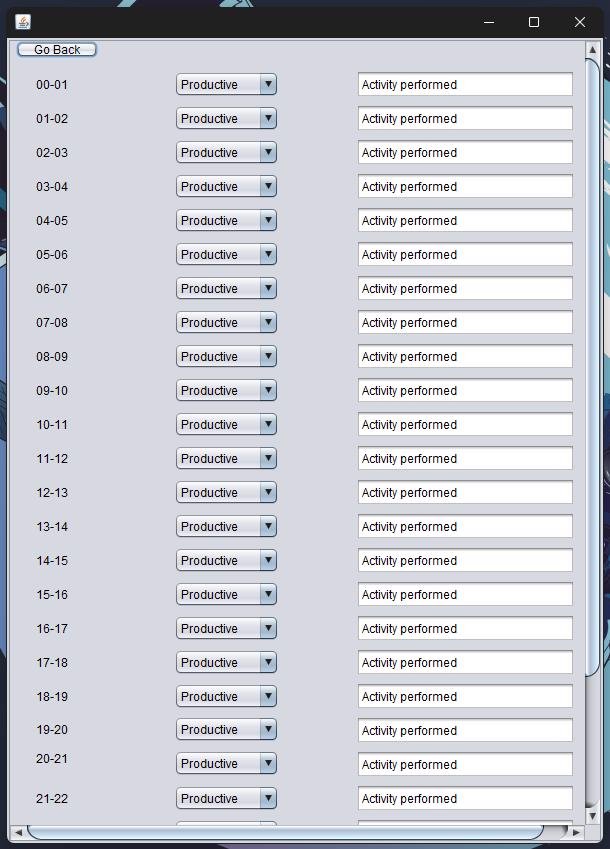 Go Back
00-01 Productive Activity performed
01-02 Productive Activity performed
02-03 Productive Activity performed
03-04 Productive Activity performed
04-05 Productive Activity performed
05-06 Productive Activity performed
06-07 Productive Activity performed
07-08 Productive Activity performed
08-09 Productive Activity performed
09-10 Productive Activity performed
10-11 Productive Activity performed
11-12 Productive Activity performed
12-13 Productive Activity performed
13-14 Productive Activity performed
14-15 Productive Activity performed
15-16 Productive Activity performed
16-17 Productive Activity performed
17-18 Productive Activity performed
18-19 Productive Activity performed
19-20 Productive Activity performed
20-21 Productive Activity performed
21-22 Productive Activity performed